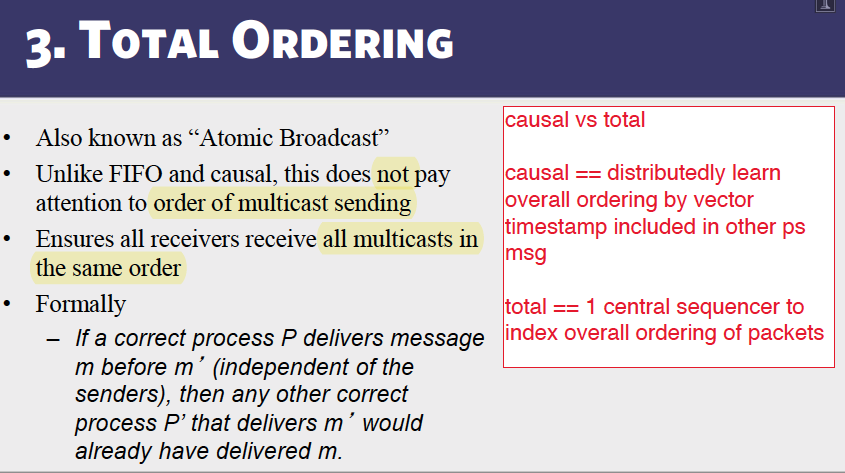 3. Total Ordering
• Also known as “Atomic Broadcast”
• Unlike FIFO and causal, this does not pay
attention to order of multicast sending
• Ensures all receivers receive all multicasts in
the same order
• Formally
– If a correct process P delivers message
m before m´ (independent of the
senders), then any other correct
process P’ that delivers m´ would
already have delivered m.
causal vs total
causal == distributedly learn
overall ordering by vector
timestamp included in other ps
msg
total == 1 central sequencer to
index overall ordering of packets